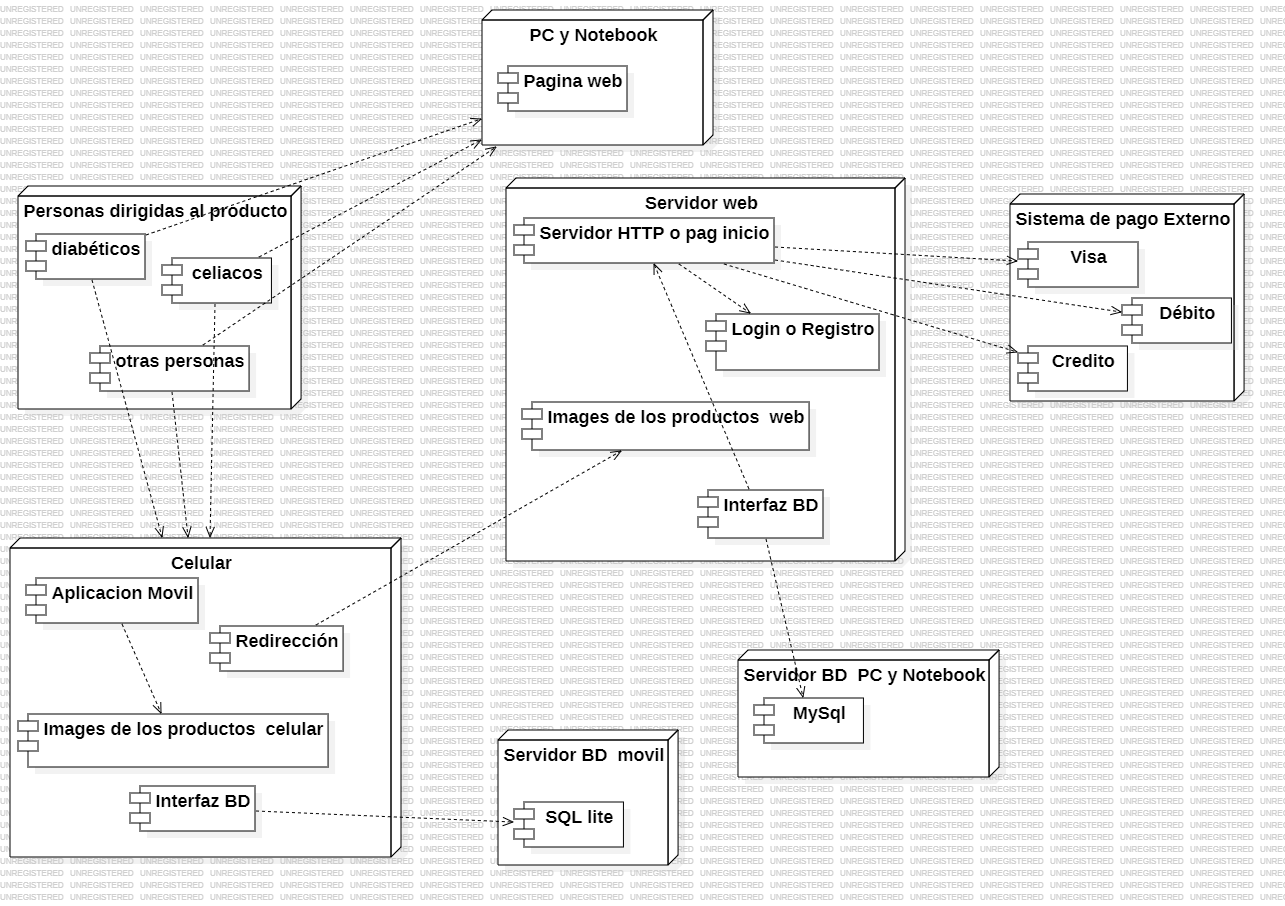 PC y Notebook
Pagina web
Personas dirigidas al producto
diabéticos
celiacos
otras personas
Servidor web
Servidor HTTP o pag inicio
Login o Registro
Images de los productos  web
Interfaz BD
Sistema de pago Externo
Visa
Débito
Credito
Celular
Aplicacion Movil
Redirección
Images de los productos  celular
Interfaz BD
Servidor BD  movil
SQL lite
Servidor BD  PC y Notebook
MySql
UNREGISTERED